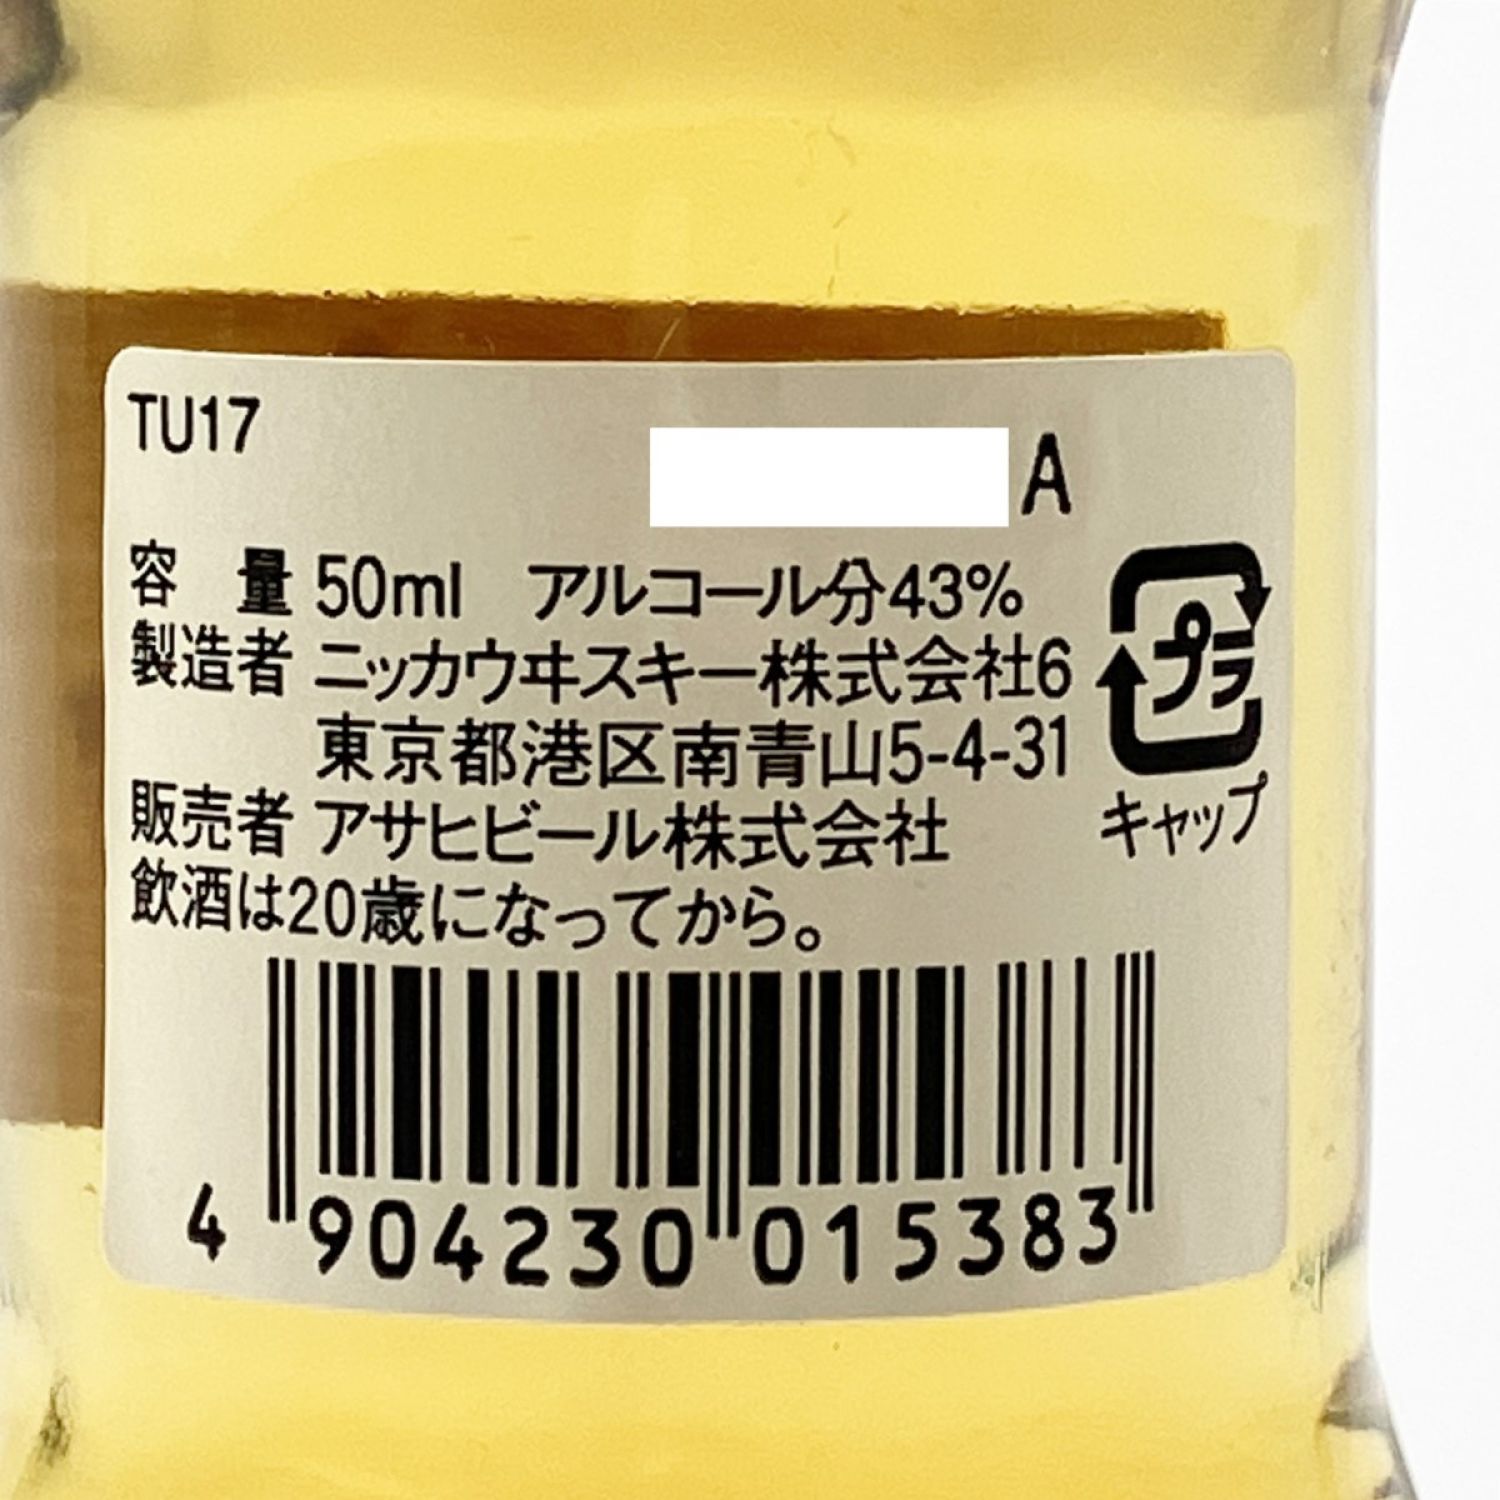 TU17
A
容 量 50ml アルコール分43%
製造者 ニッカウヰスキー株式会社6
東京都港区南青山5-4-31
プラ
キャップ
販売者 アサヒビール株式会社
飲酒は20歳になってから。
4 904230 015383